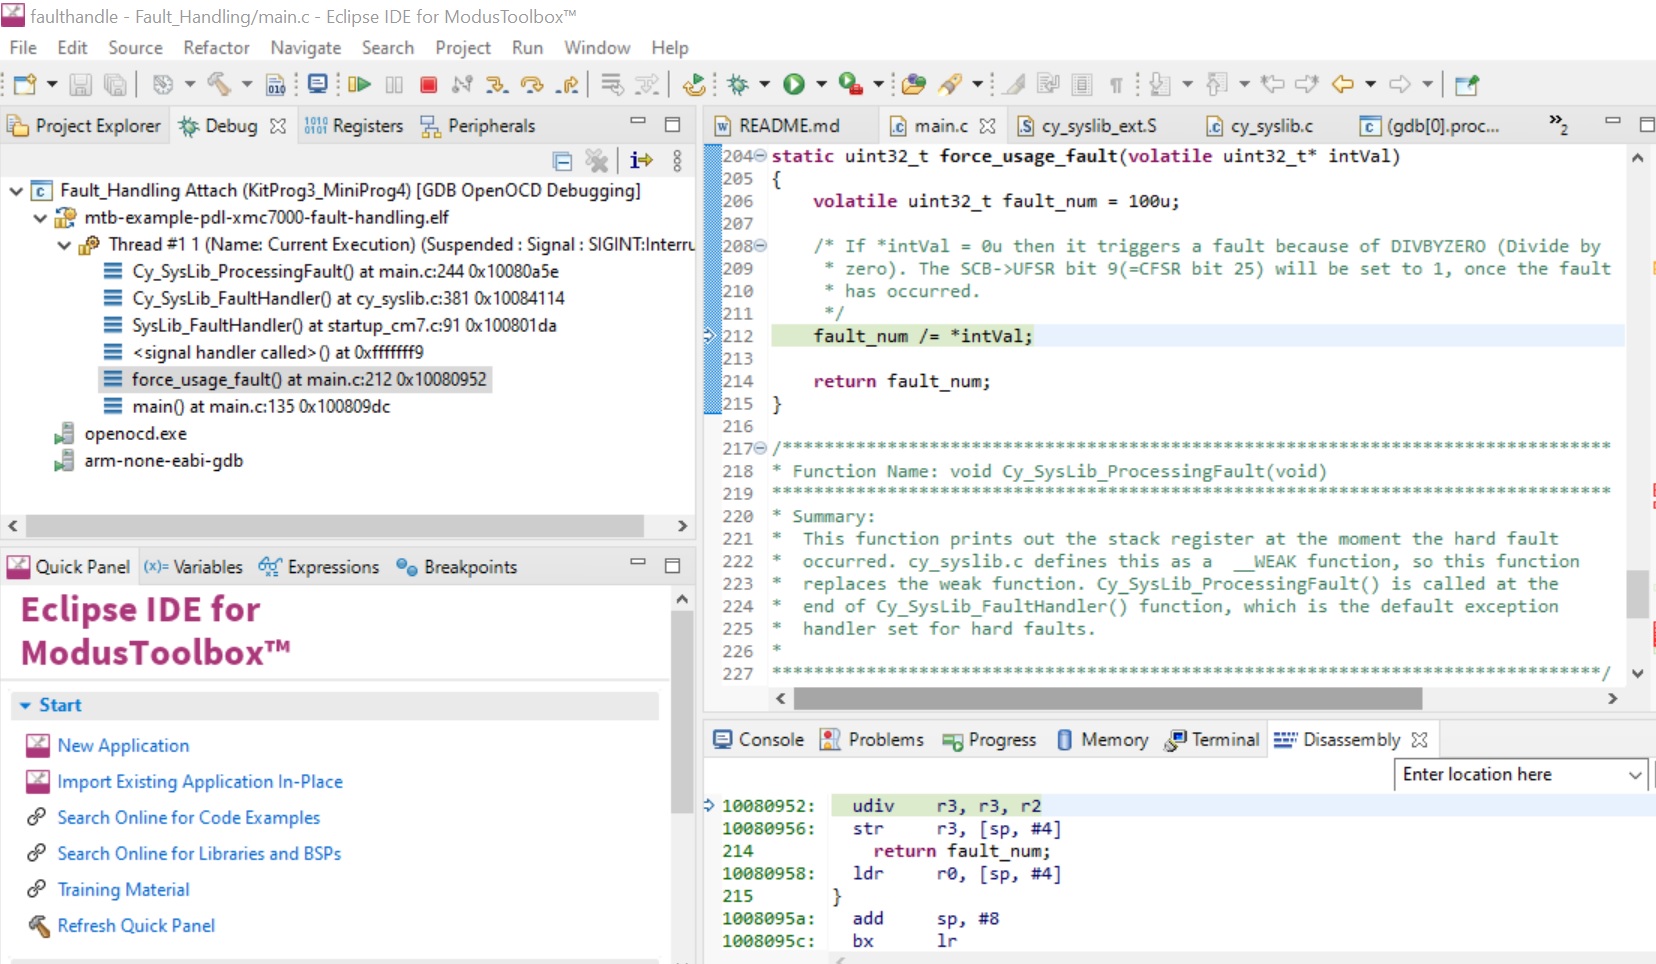 faulthandle - Fault_Handling/main.c - Eclipse IDE for ModusToolbox™
File Edit Source Refactor Navigate Search Project Run Window Help
Project Explorer Debug Registers Peripherals
Fault_Handling Attach (KitProg3_MiniProg4) [GDB OpenOCD Debugging]
mtb-example-pdl-xmc7000-fault-handling.elf
Thread #1 1 (Name: Current Execution) (Suspended : Signal : SIGINT:Interru
Cy_SysLib_ProcessingFault() at main.c:244 0x10080a5e
Cy_SysLib_FaultHandler() at cy_syslib.c:381 0x10084114
SysLib_FaultHandler() at startup_cm7.c:91 0x100801da
<signal handler called>() at 0xfffffff9
force_usage_fault() at main.c:212 0x10080952
main() at main.c:135 0x100809dc
openocd.exe
arm-none-eabi-gdb
Quick Panel (x)= Variables Expressions Breakpoints
Eclipse IDE for
ModusToolbox™
Start
New Application
Import Existing Application In-Place
Search Online for Code Examples
Search Online for Libraries and BSPs
Training Material
Refresh Quick Panel
README.md main.c cy_syslib_ext.S cy_syslib.c (gdb[0].proc... »2
204 static uint32_t force_usage_fault(volatile uint32_t* intVal)
205 {
206 volatile uint32_t fault_num = 100u;
207
208 /* If *intVal = 0u then it triggers a fault because of DIVBYZERO (Divide by
209 * zero). The SCB->UFSR bit 9(=CFSR bit 25) will be set to 1, once the fault
210 * has occurred.
211 */
212 fault_num /= *intVal;
213
214 return fault_num;
215 }
216
217 /*******************************************************************************
218 * Function Name: void Cy_SysLib_ProcessingFault(void)
219 ********************************************************************************
220 * Summary:
221 * This function prints out the stack register at the moment the hard fault
222 * occurred. cy_syslib.c defines this as a __WEAK function, so this function
223 * replaces the weak function. Cy_SysLib_ProcessingFault() is called at the
224 * end of Cy_SysLib_FaultHandler() function, which is the default exception
225 * handler set for hard faults.
226 *
227 *******************************************************************************/
Console Problems Progress Memory Terminal Disassembly
Enter location here
10080952: udiv r3, r3, r2
10080956: str r3, [sp, #4]
214 return fault_num;
10080958: ldr r0, [sp, #4]
215 }
1008095a: add sp, #8
1008095c: bx lr